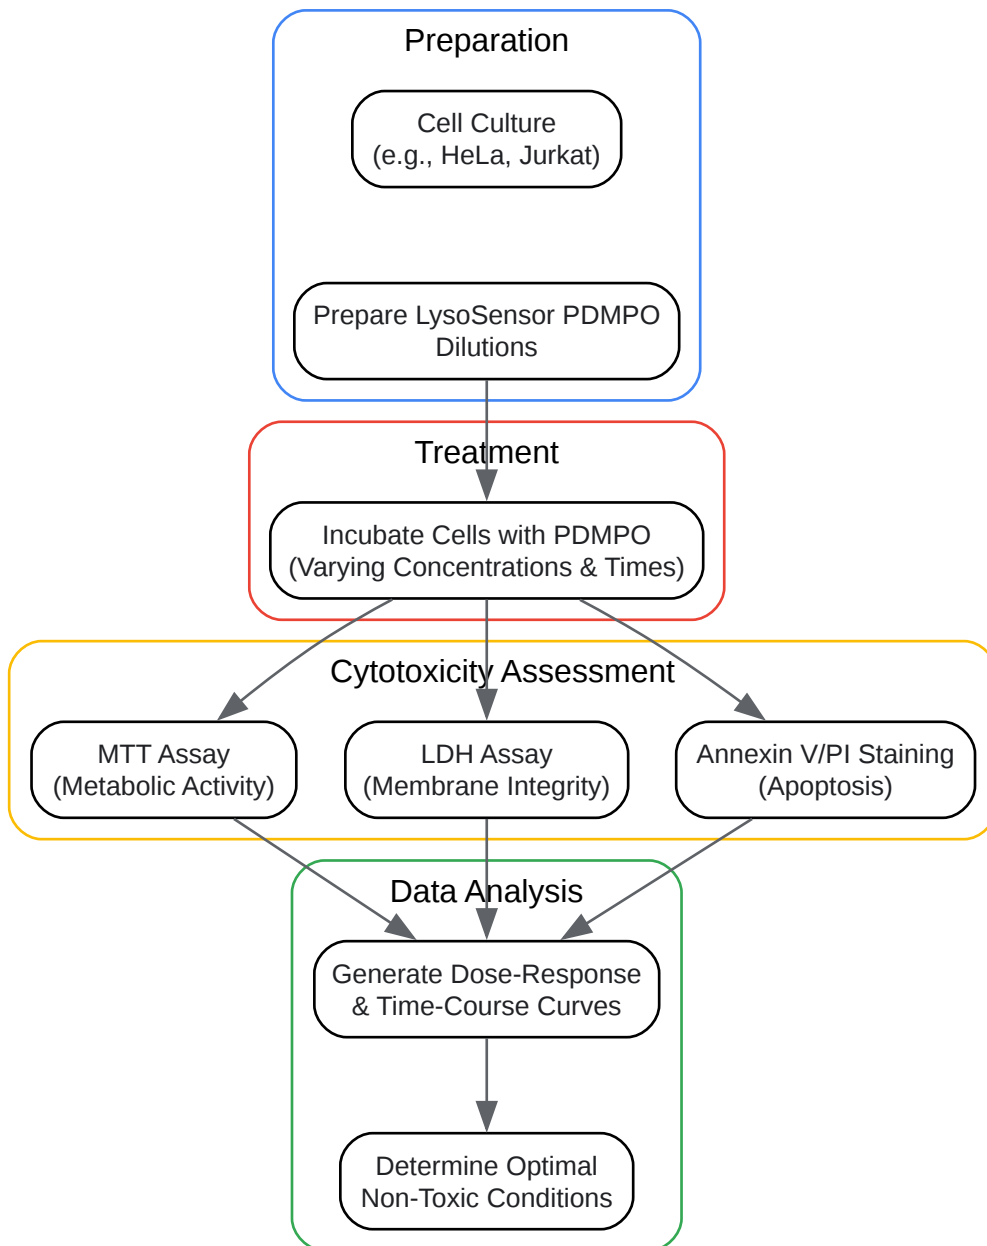 Preparation
Cell Culture
(e.g., HeLa, Jurkat)
Prepare LysoSensor PDMPO
Dilutions
Treatment
Incubate Cells with PDMPO
(Varying Concentrations & Times)
Cytotoxicity Assessment
MTT Assay
(Metabolic Activity)
LDH Assay
(Membrane Integrity)
Annexin V/PI Staining
(Apoptosis)
Data Analysis
Generate Dose-Response
& Time-Course Curves
Determine Optimal
Non-Toxic Conditions